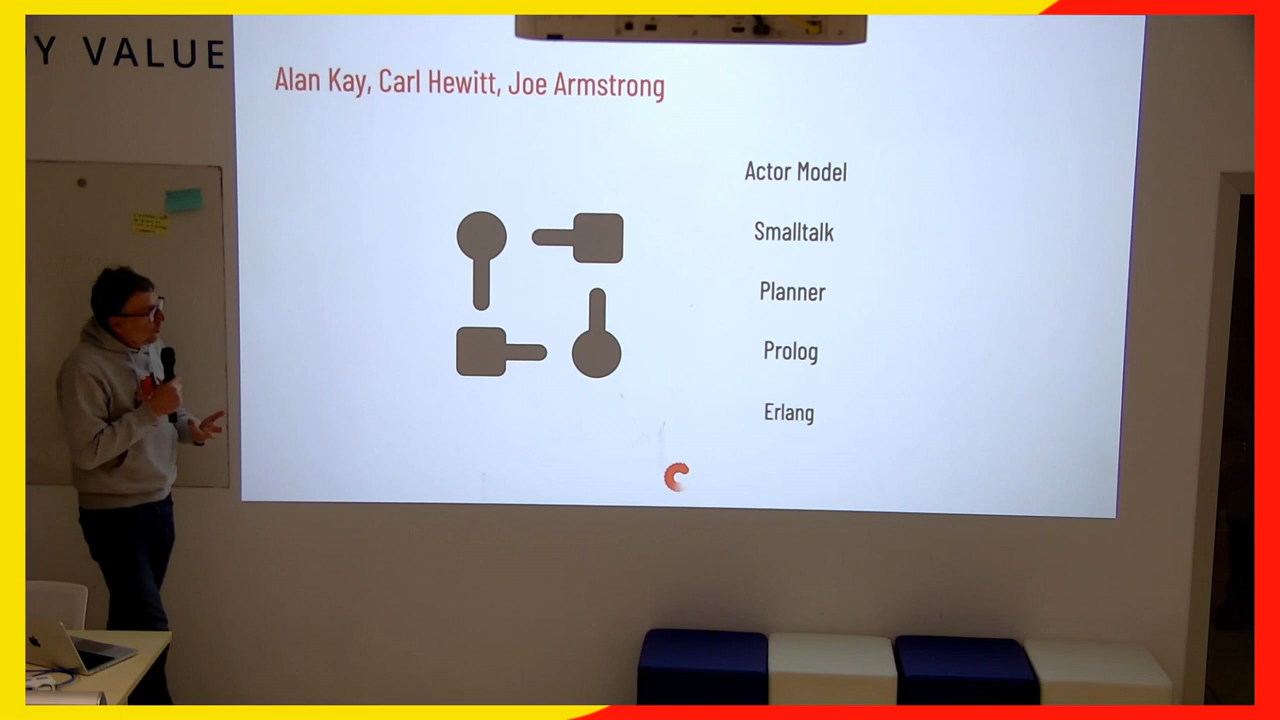 Y VALUE
Alan Kay, Carl Hewitt, Joe Armstrong
Actor Model
Smalltalk
Planner
Prolog
Erlang